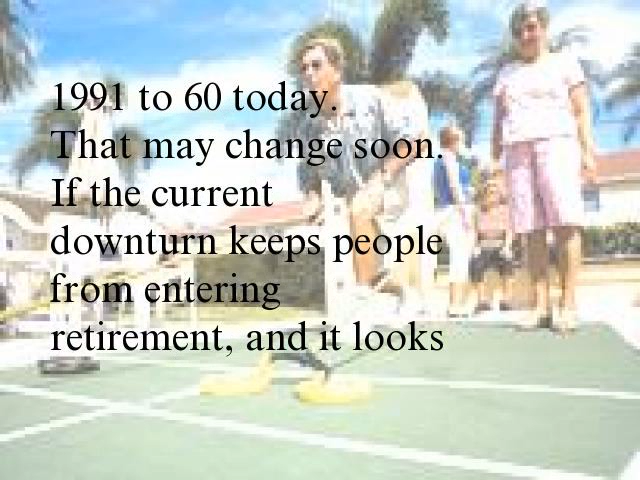 1991 to 60 today.
That may change soon.
If the current
downturn keeps people
from entering
retirement, and it looks